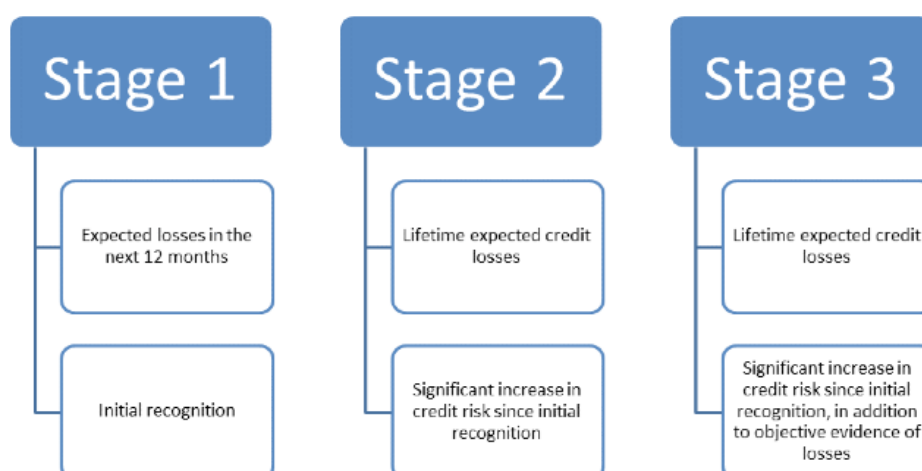 Stage 1
Expected losses in the
next 12 months
Initial recognition
Stage 2
Lifetime expected credit
losses
Significant increase in
credit risk since initial
recognition
Stage 3
Lifetime expected credit
losses
Significant increase in
credit risk since initial
recognition, in addition
to objective evidence of
losses